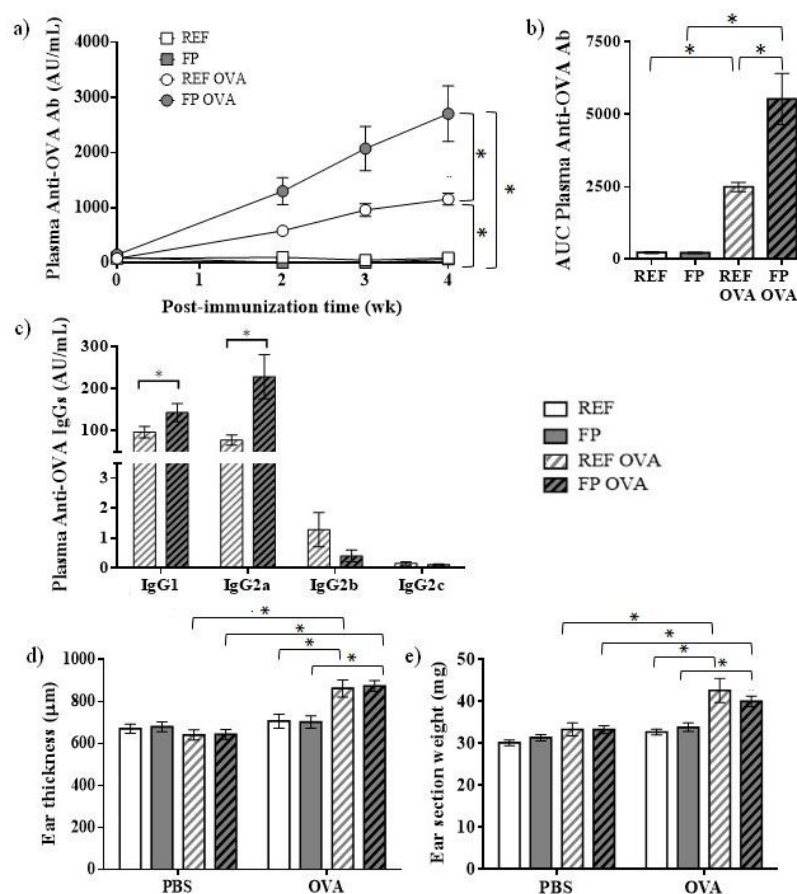 a)
Plasma Anti-OVA Ab (AU/mL)
4000
3000
2000
1000
0
REF
FP
REF OVA
FP OVA
*
*
*
0
1
2
3
4
Post-immunization time (wk)
b)
AUC Plasma Anti-OVA Ab
7500
5000
2500
0
*
*
*
REF
FP
REF
OVA
FP
OVA
c)
Plasma Anti-OVA IgGs (AU/mL)
300
200
100
5
4
3
2
1
0
*
*
IgG1
IgG2a
IgG2b
IgG2c
REF
FP
REF OVA
FP OVA
d)
Ear thickness (μm)
1000
800
600
400
200
0
*
*
*
*
PBS
OVA
e)
Ear section weight (mg)
50
40
30
20
10
0
*
*
*
*
PBS
OVA